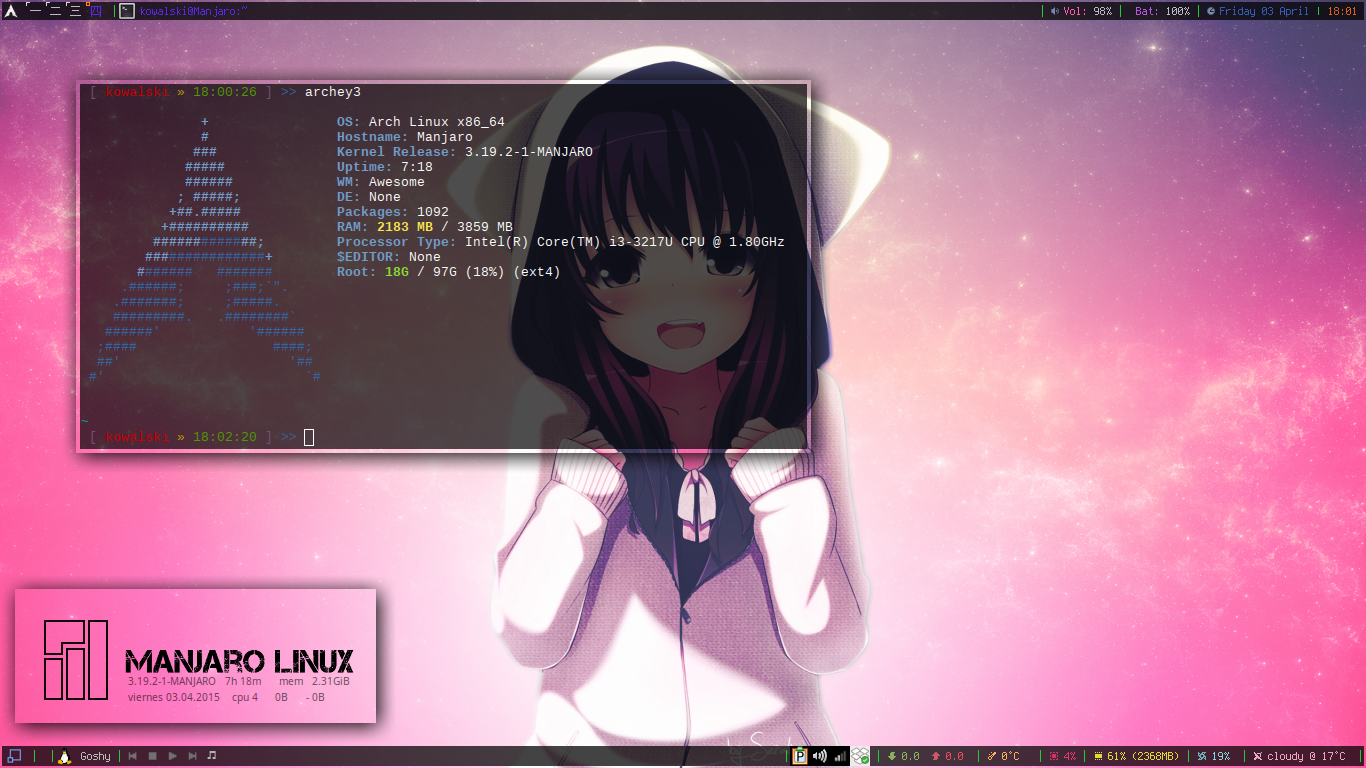 一 二 三 四 kowalski@Manjaro:~ Vol: 98% Bat: 100% Friday 03 April 18:01
[ kowalski » 18:00:26 ] >> archey3
+
# OS: Arch Linux x86_64
### Hostname: Manjaro
##### Kernel Release: 3.19.2-1-MANJARO
###### Uptime: 7:18
; #####; WM: Awesome
+##.##### DE: None
+########## Packages: 1092
#############; RAM: 2183 MB / 3859 MB
###############+ Processor Type: Intel(R) Core(TM) i3-3217U CPU @ 1.80GHz
$EDITOR: None
Root: 18G / 97G (18%) (ext4)
~
[ kowalski » 18:02:20 ] >>
MANJARO LINUX
3.19.2-1-MANJARO 7h 18m mem 2.31GiB
viernes 03.04.2015 cpu 4 0B - 0B
Goshy 0.0 0.0 0°C 4% 61% (2368MB) 19% cloudy @ 17°C